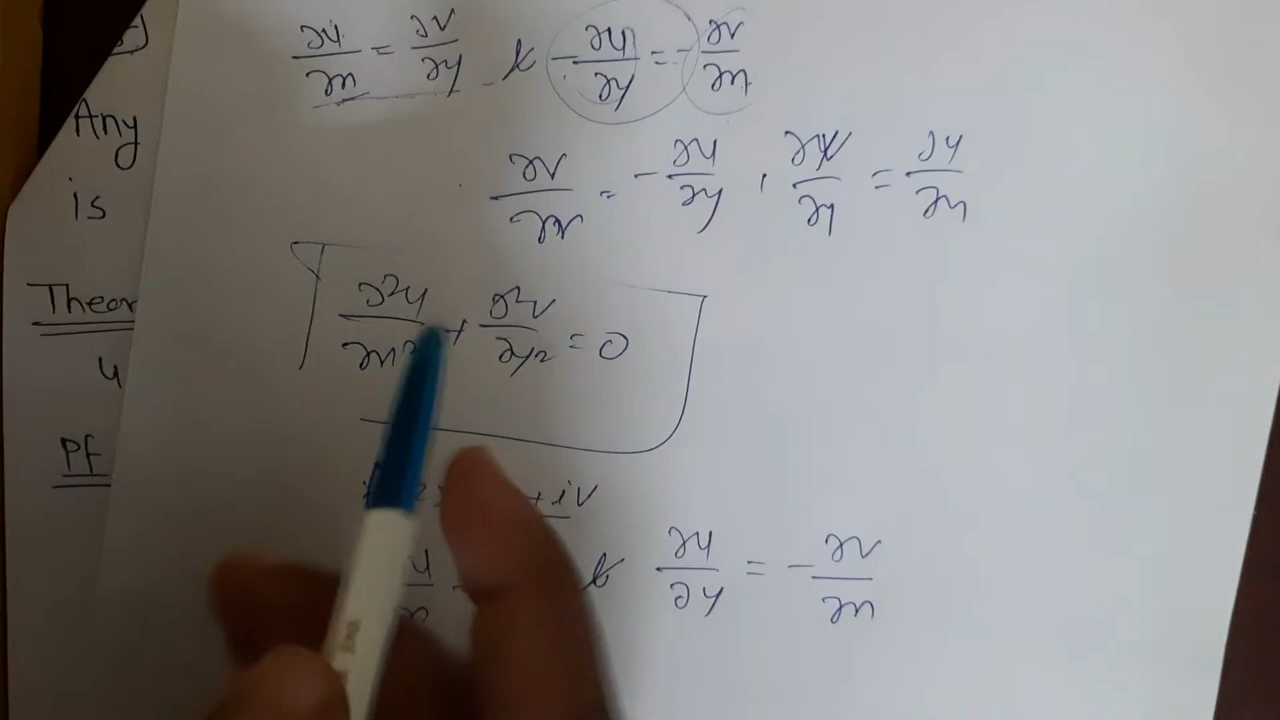 Any
is
Theor
u
Pf
∂u/∂x = ∂v/∂y & -∂u/∂y = -∂v/∂x
∂v/∂x = -∂u/∂y , ∂v/∂y = ∂u/∂x
∂²u/∂x² + ∂²v/∂y² = 0
+ iv
& ∂u/∂y = -∂v/∂x